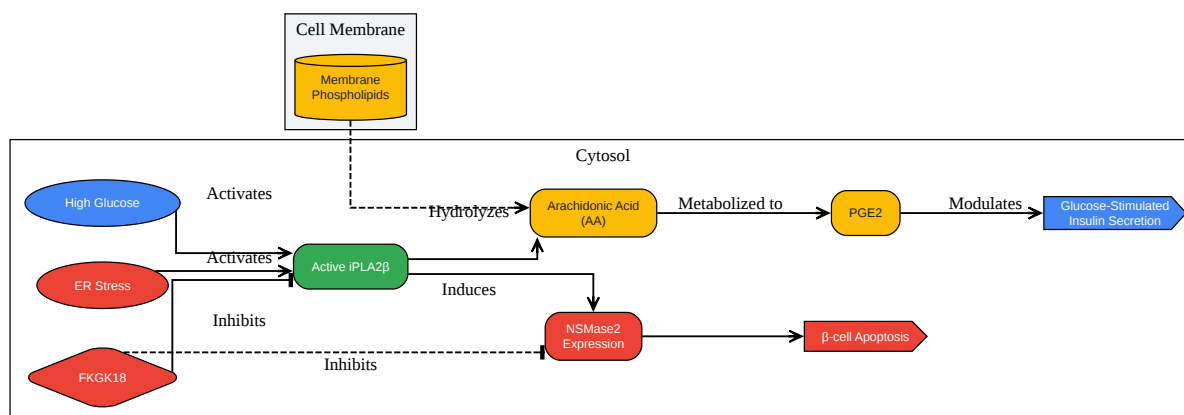 Cell Membrane
Membrane
Phospholipids
Cytosol
High Glucose
Activates
Hydrolyzes
Arachidonic Acid
(AA)
Metabolized to
PGE2
Modulates
Glucose-Stimulated
Insulin Secretion
ER Stress
Activates
Active iPLA2β
Induces
Inhibits
NSMase2
Expression
β-cell Apoptosis
FKGK18
Inhibits